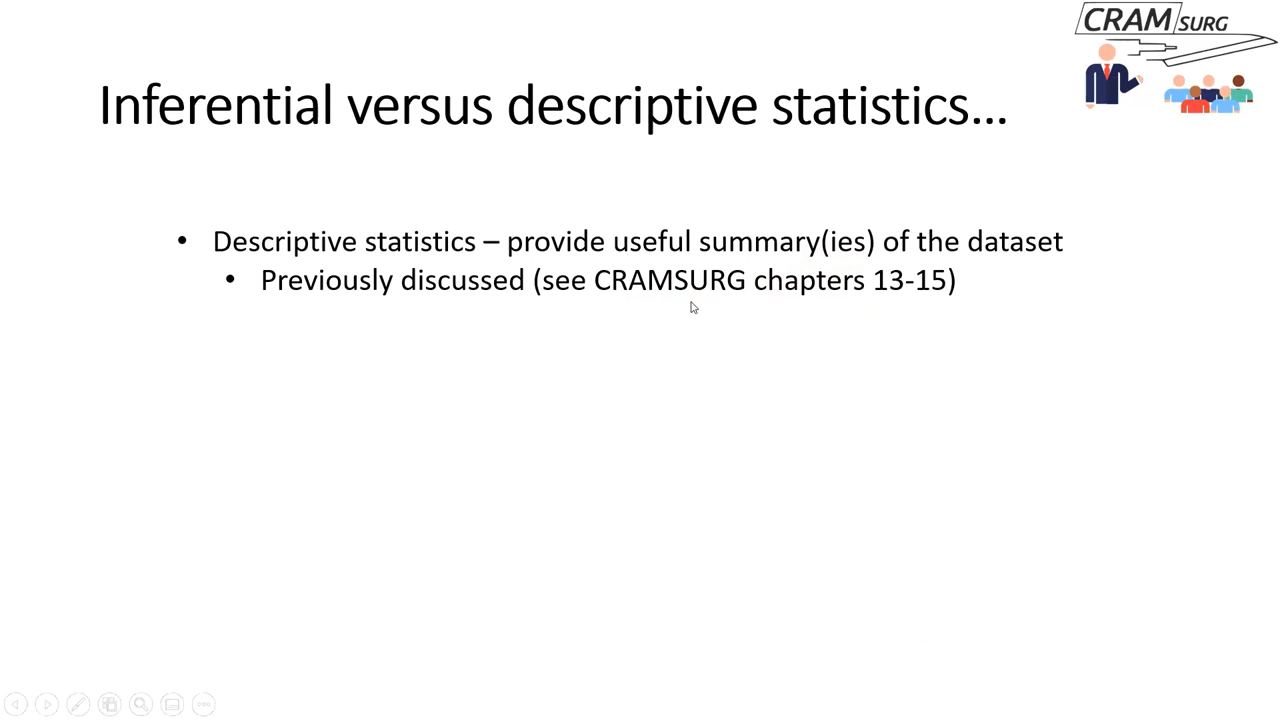 CRAM SURG
Inferential versus descriptive statistics...
• Descriptive statistics – provide useful summary(ies) of the dataset
• Previously discussed (see CRAMSURG chapters 13-15)